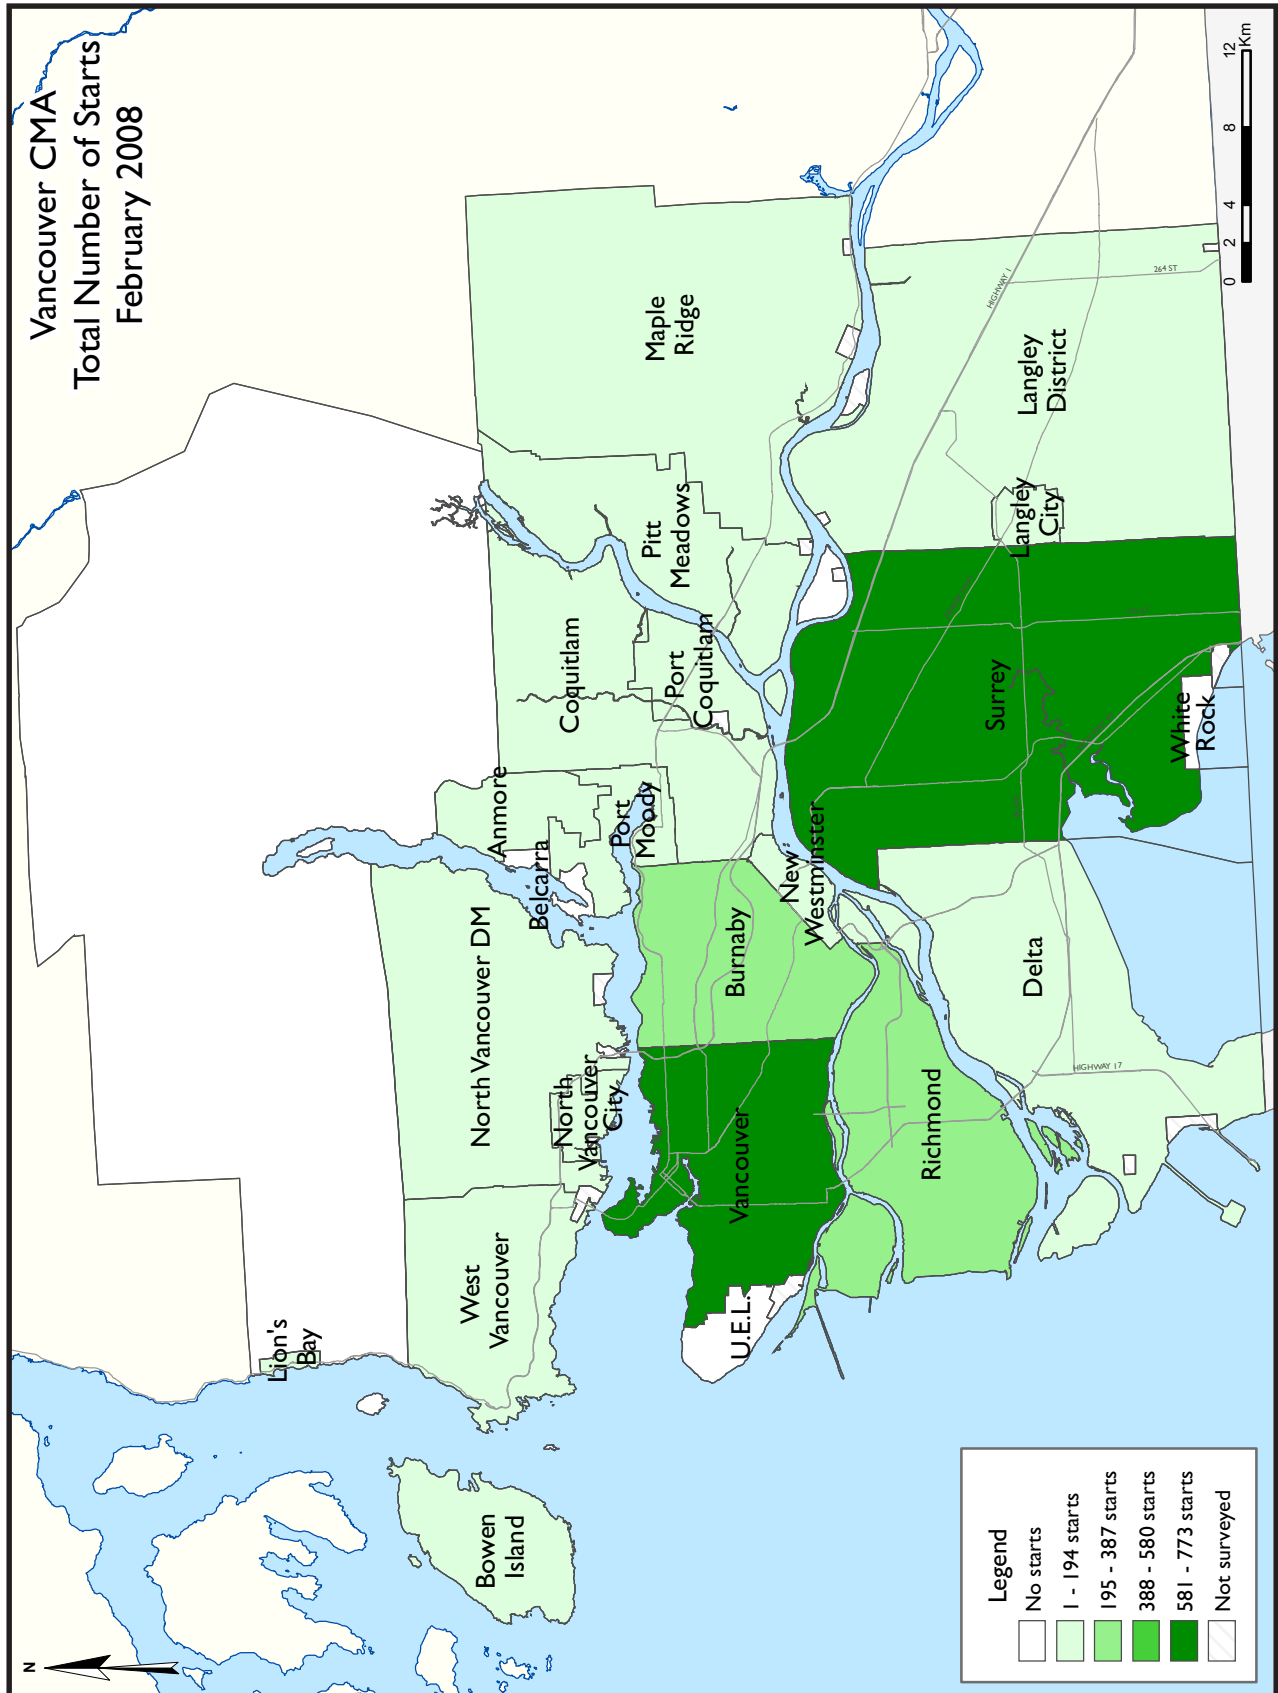 Vancouver CMA
Total Number of Starts
February 2008
N
Lion's
Bay
Bowen
Island
West
Vancouver
North Vancouver DM
North
Vancouver
City
Anmore
Belcarra
Port
Moody
Coquitlam
Port
Coquitlam
Pitt
Meadows
Maple
Ridge
U.E.L.
Vancouver
Burnaby
New
Westminster
Richmond
Delta
Surrey
White
Rock
Langley
City
Langley
District
HIGHWAY 1
264 ST
HIGHWAY 17
Legend
No starts
1 - 194 starts
195 - 387 starts
388 - 580 starts
581 - 773 starts
Not surveyed
0 2 4 8 12
Km